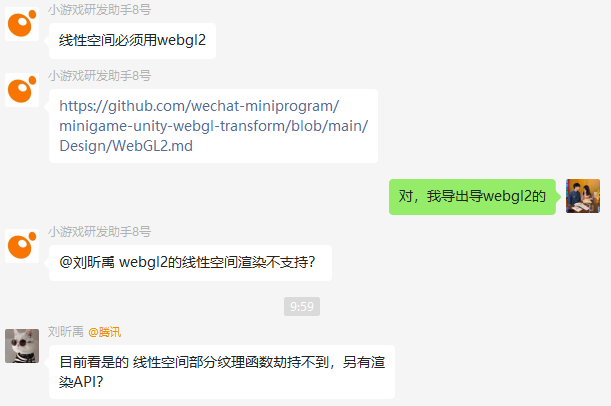 小游戏研发助手8号
线性空间必须用webgl2
小游戏研发助手8号
https://github.com/wechat-miniprogram/
minigame-unity-webgl-transform/blob/main/
Design/WebGL2.md
对，我导出导webgl2的
小游戏研发助手8号
@刘昕禹 webgl2的线性空间渲染不支持？
9:59
刘昕禹 @腾讯
目前看是的 线性空间部分纹理函数劫持不到，另有渲
染API?